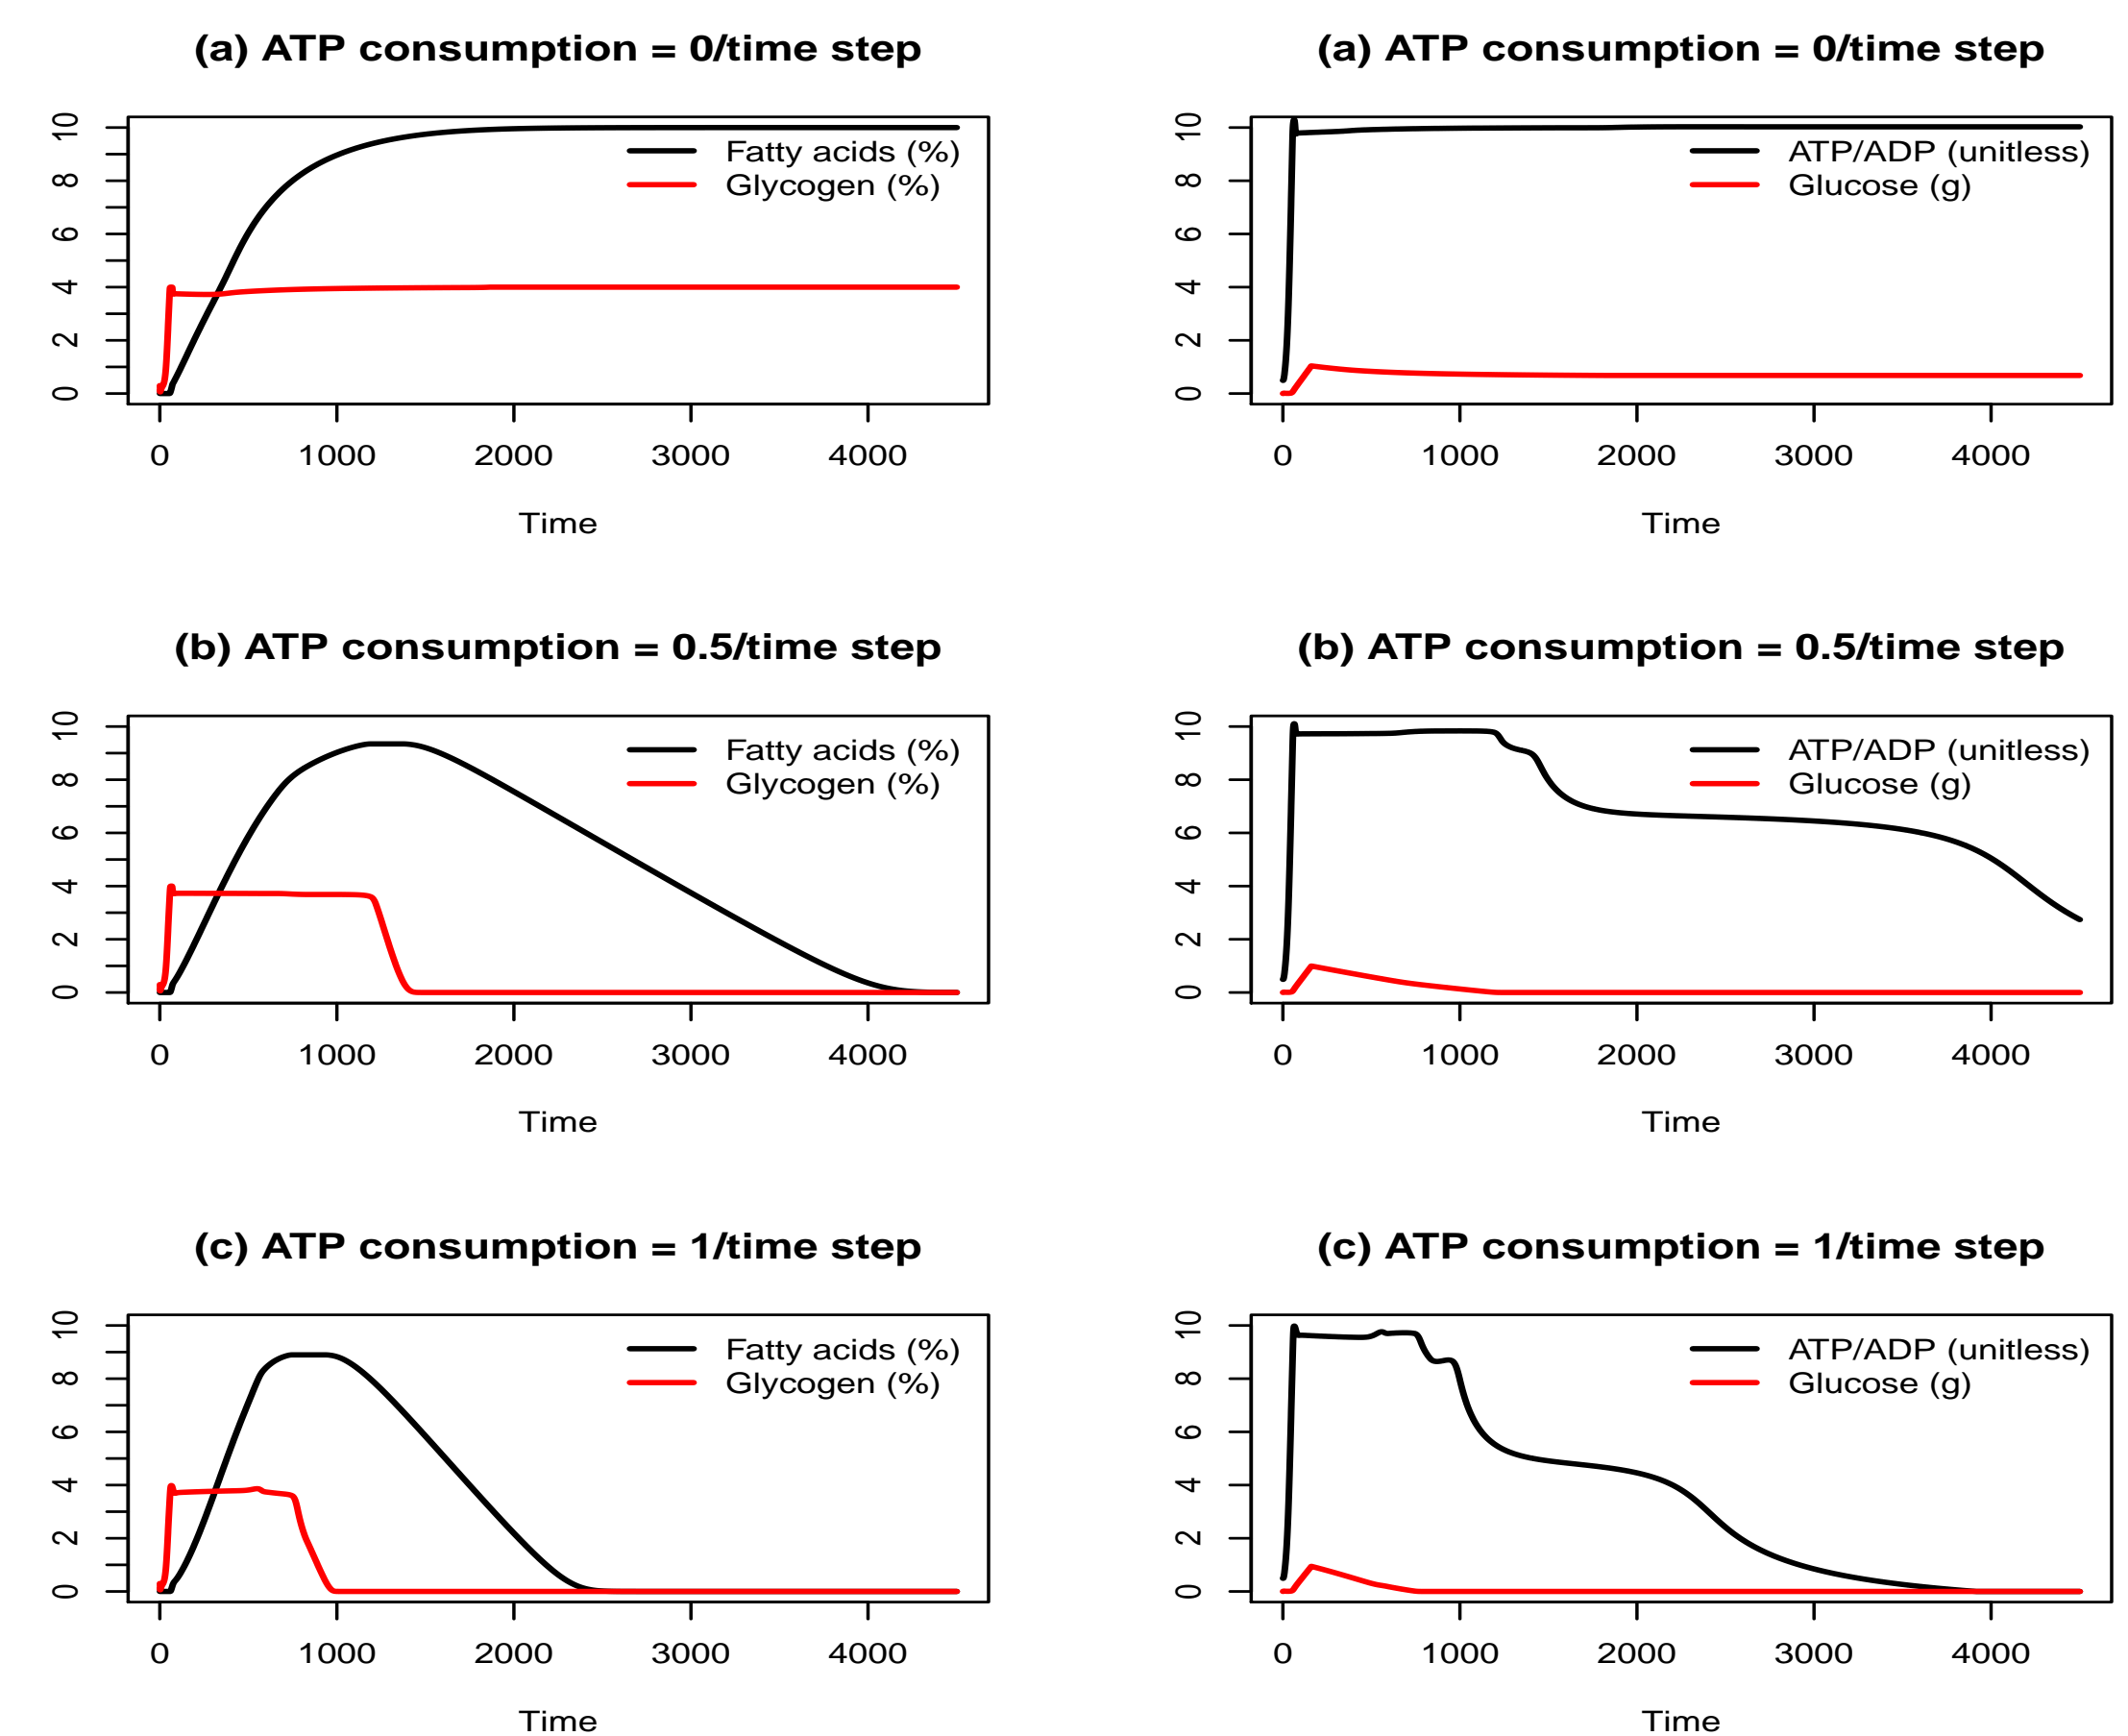 (a) ATP consumption = 0/time step
10
8
6
4
2
0
Fatty acids (%)
Glycogen (%)
0 1000 2000 3000 4000
Time
(a) ATP consumption = 0/time step
10
8
6
4
2
0
ATP/ADP (unitless)
Glucose (g)
0 1000 2000 3000 4000
Time
(b) ATP consumption = 0.5/time step
10
8
6
4
2
0
Fatty acids (%)
Glycogen (%)
0 1000 2000 3000 4000
Time
(b) ATP consumption = 0.5/time step
10
8
6
4
2
0
ATP/ADP (unitless)
Glucose (g)
0 1000 2000 3000 4000
Time
(c) ATP consumption = 1/time step
10
8
6
4
2
0
Fatty acids (%)
Glycogen (%)
0 1000 2000 3000 4000
Time
(c) ATP consumption = 1/time step
10
8
6
4
2
0
ATP/ADP (unitless)
Glucose (g)
0 1000 2000 3000 4000
Time